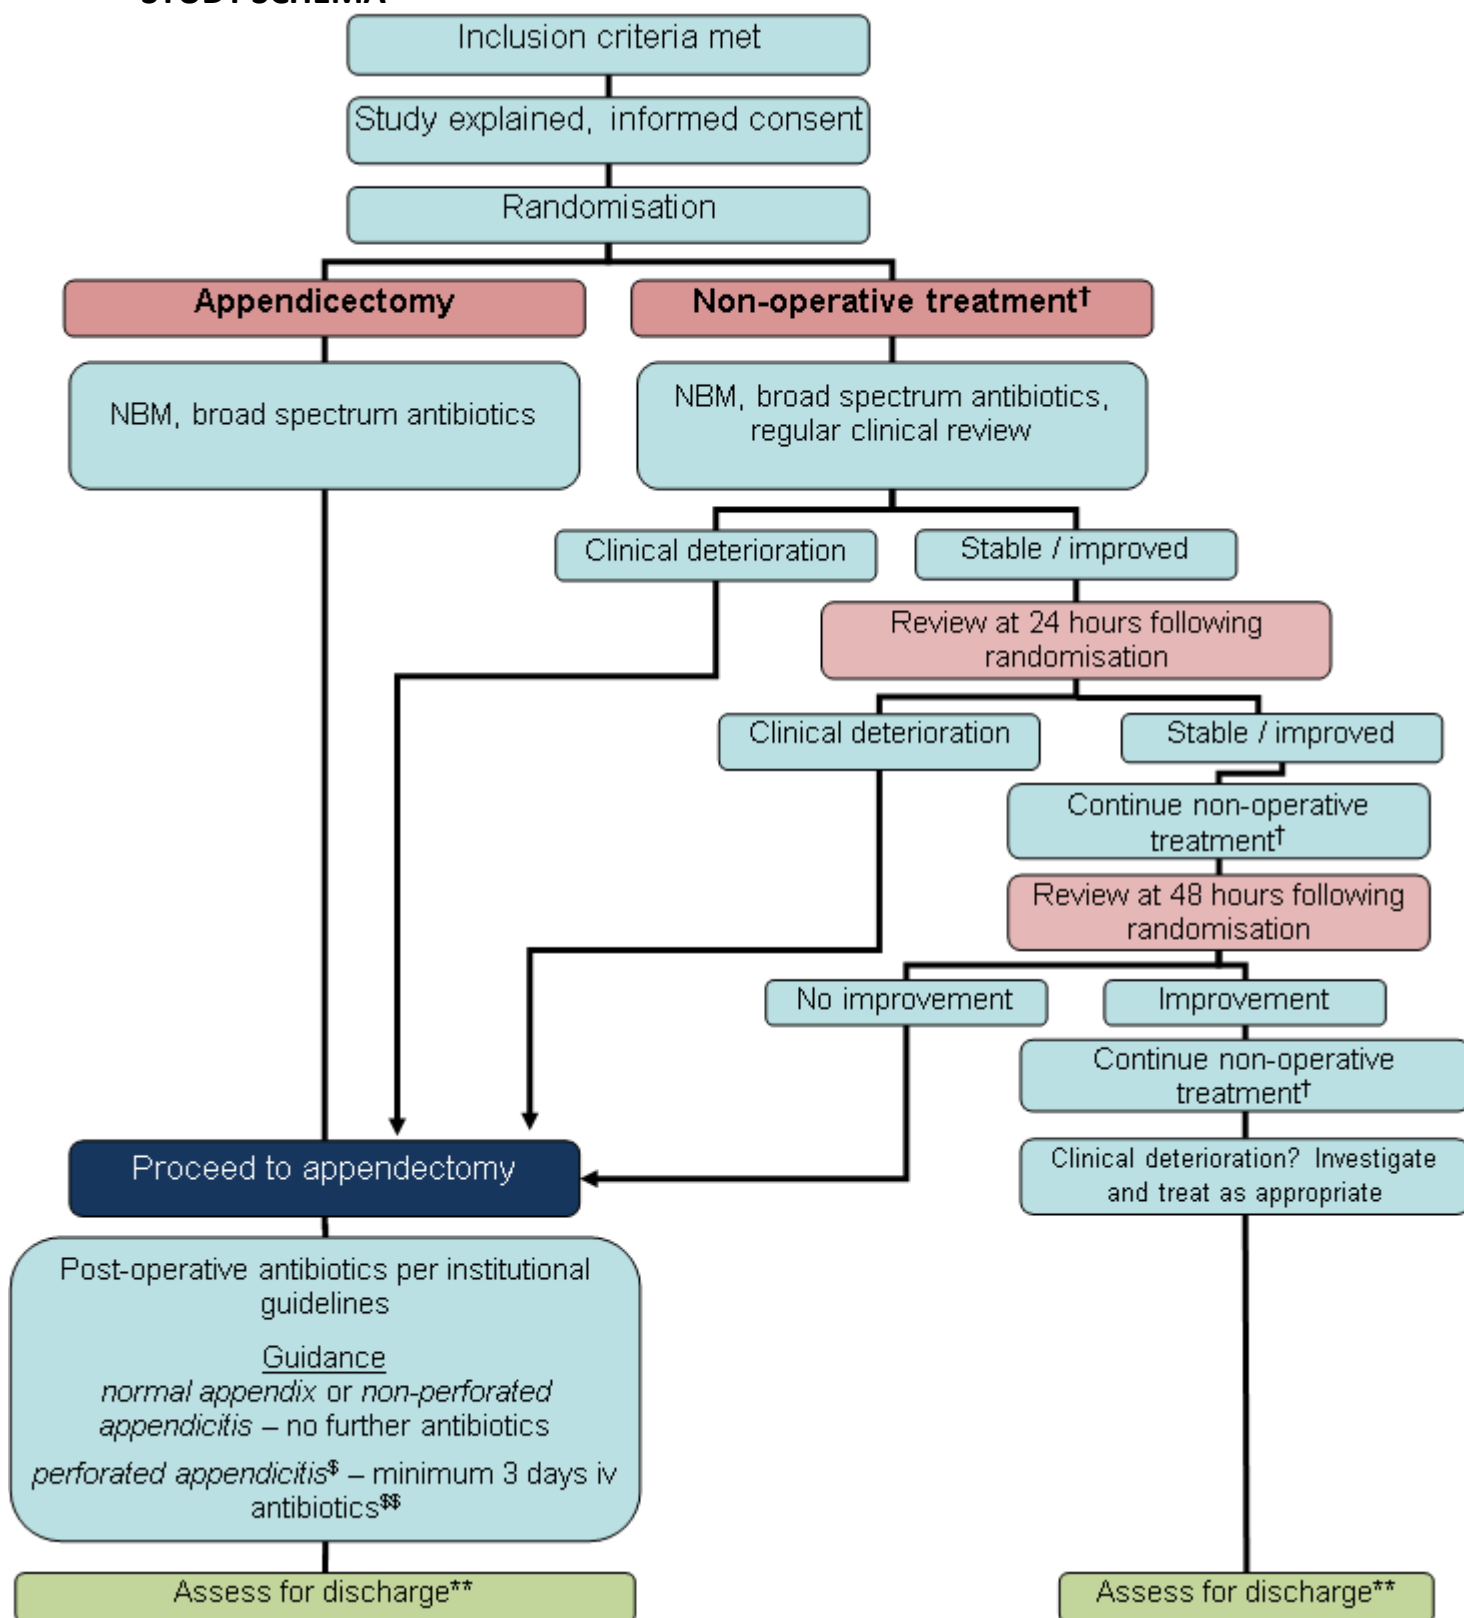 STUDY SCHEMA
Inclusion criteria met
Study explained, informed consent
Randomisation
Appendicectomy
Non-operative treatment†
NBM, broad spectrum antibiotics
NBM, broad spectrum antibiotics,
regular clinical review
Clinical deterioration
Stable / improved
Review at 24 hours following
randomisation
Clinical deterioration
Stable / improved
Continue non-operative
treatment†
Review at 48 hours following
randomisation
No improvement
Improvement
Continue non-operative
treatment†
Clinical deterioration? Investigate
and treat as appropriate
Proceed to appendectomy
Post-operative antibiotics per institutional
guidelines
Guidance
normal appendix or non-perforated
appendicitis – no further antibiotics
perforated appendicitis$ – minimum 3 days iv
antibiotics$$
Assess for discharge**
Assess for discharge**